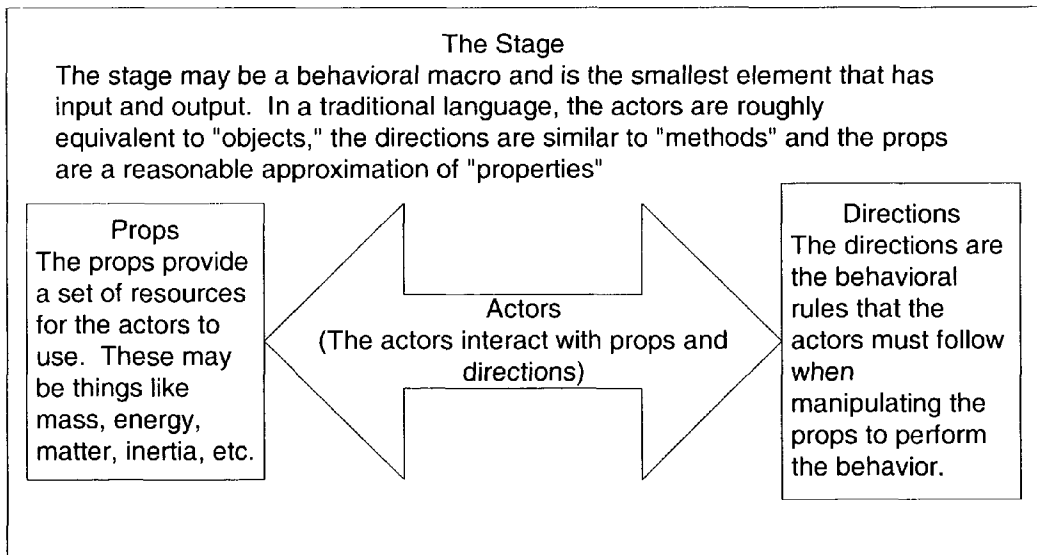 The Stage
The stage may be a behavioral macro and is the smallest element that has
input and output. In a traditional language, the actors are roughly
equivalent to "objects," the directions are similar to "methods" and the props
are a reasonable approximation of "properties"
Props
The props provide
a set of resources
for the actors to
use. These may
be things like
mass, energy,
matter, inertia, etc.
Actors
(The actors interact with props and
directions)
Directions
The directions are
the behavioral
rules that the
actors must follow
when
manipulating the
props to perform
the behavior.